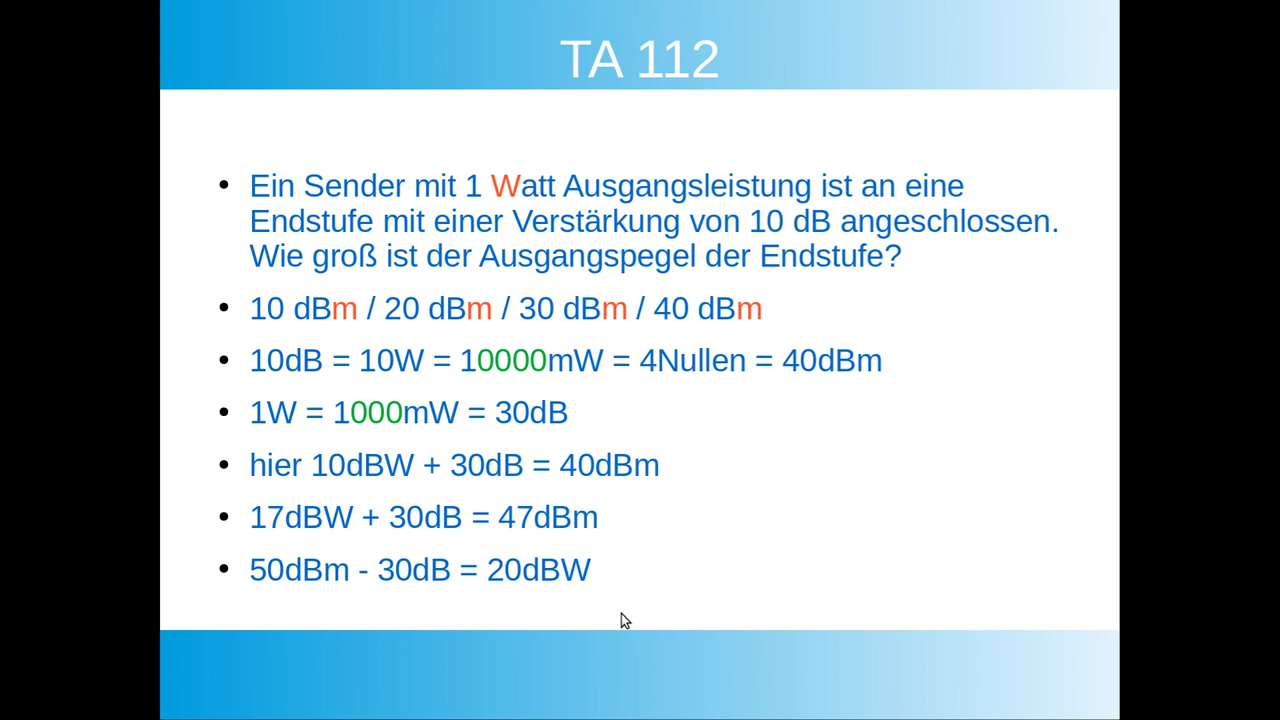 TA 112
• Ein Sender mit 1 Watt Ausgangsleistung ist an eine
Endstufe mit einer Verstärkung von 10 dB angeschlossen.
Wie groß ist der Ausgangspegel der Endstufe?
• 10 dBm / 20 dBm / 30 dBm / 40 dBm
• 10dB = 10W = 10000mW = 4Nullen = 40dBm
• 1W = 1000mW = 30dB
• hier 10dBW + 30dB = 40dBm
• 17dBW + 30dB = 47dBm
• 50dBm - 30dB = 20dBW